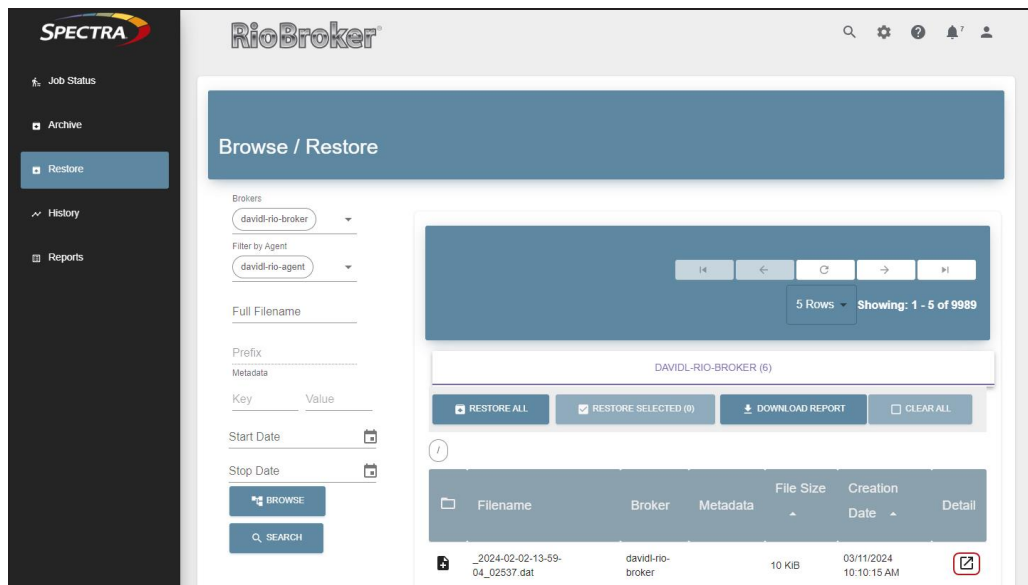 SPECTRA
RioBroker®
7
Job Status
Archive
Restore
History
Reports
Browse / Restore
Brokers
davidl-rio-broker
Filter by Agent
davidl-rio-agent
Full Filename
Prefix
Metadata
Key Value
Start Date
Stop Date
BROWSE
SEARCH
5 Rows Showing: 1 - 5 of 9989
DAVIDL-RIO-BROKER (6)
RESTORE ALL RESTORE SELECTED (0) DOWNLOAD REPORT CLEAR ALL
/
Filename Broker Metadata File Size Creation Date Detail
_2024-02-02-13-59-04_02537.dat davidl-rio-broker 10 KiB 03/11/2024 10:10:15 AM